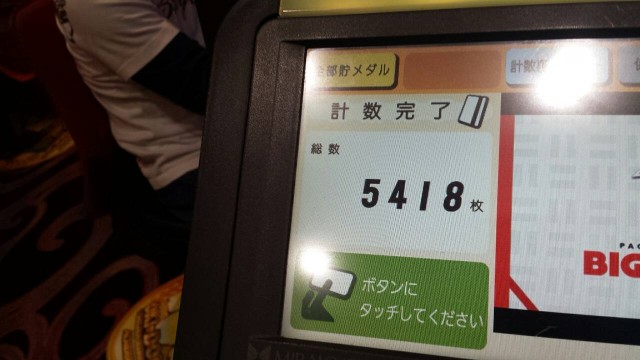 全部貯メダル
計数
計数完了
総数
5418枚
ボタンに
タッチしてください
PAC
BIG